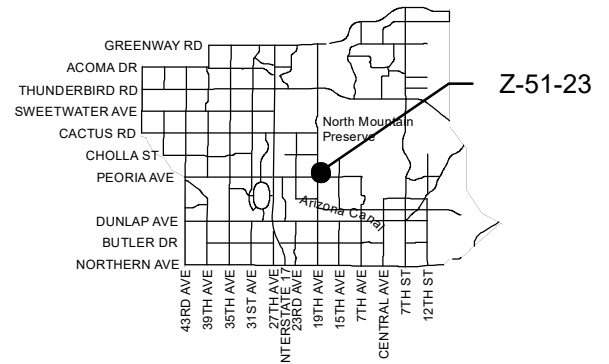 GREENWAY RD
ACOMA DR
THUNDERBIRD RD
SWEETWATER AVE
CACTUS RD
CHOLLA ST
PEORIA AVE
DUNLAP AVE
BUTLER DR
NORTHERN AVE
Z-51-23
North Mountain
Preserve
Arizona Canal
43RD AVE
39TH AVE
35TH AVE
31ST AVE
27TH AVE
INTERSTATE 17
23RD AVE
19TH AVE
15TH AVE
7TH AVE
CENTRAL AVE
7TH ST
12TH ST